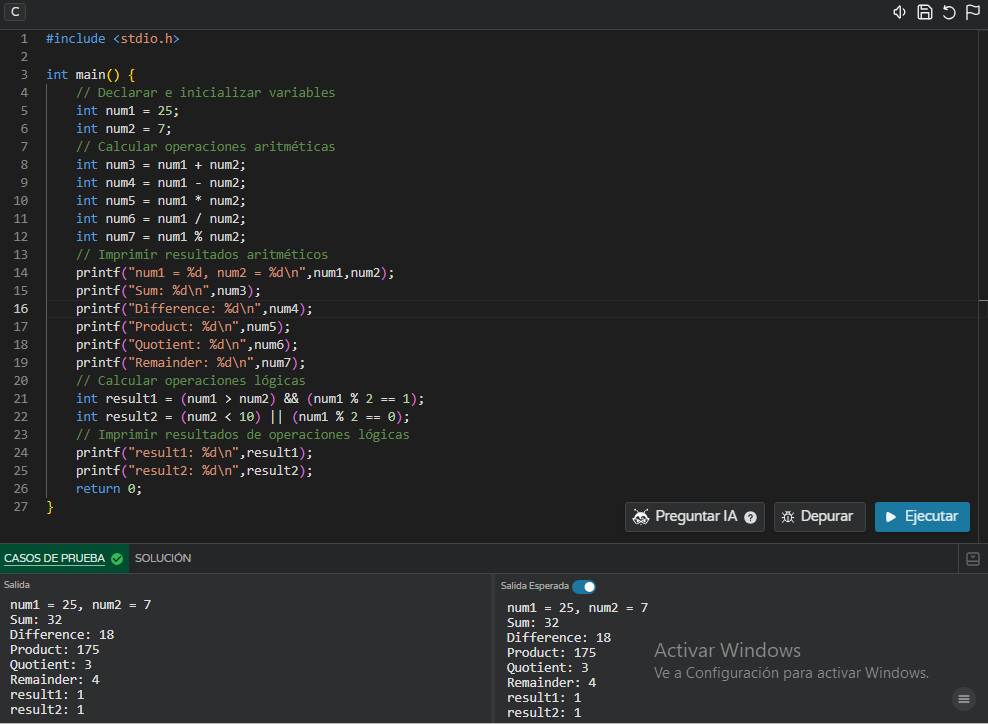 C
1 #include <stdio.h>
2
3 int main() {
4 // Declarar e inicializar variables
5 int num1 = 25;
6 int num2 = 7;
7 // Calcular operaciones aritméticas
8 int num3 = num1 + num2;
9 int num4 = num1 - num2;
10 int num5 = num1 * num2;
11 int num6 = num1 / num2;
12 int num7 = num1 % num2;
13 // Imprimir resultados aritméticos
14 printf("num1 = %d, num2 = %d\n",num1,num2);
15 printf("Sum: %d\n",num3);
16 printf("Difference: %d\n",num4);
17 printf("Product: %d\n",num5);
18 printf("Quotient: %d\n",num6);
19 printf("Remainder: %d\n",num7);
20 // Calcular operaciones lógicas
21 int result1 = (num1 > num2) && (num1 % 2 == 1);
22 int result2 = (num2 < 10) || (num1 % 2 == 0);
23 // Imprimir resultados de operaciones lógicas
24 printf("result1: %d\n",result1);
25 printf("result2: %d\n",result2);
26 return 0;
27 }
Preguntar IA ?
Depurar
Ejecutar
CASOS DE PRUEBA
SOLUCIÓN
Salida
num1 = 25, num2 = 7
Sum: 32
Difference: 18
Product: 175
Quotient: 3
Remainder: 4
result1: 1
result2: 1
Salida Esperada
num1 = 25, num2 = 7
Sum: 32
Difference: 18
Product: 175
Quotient: 3
Remainder: 4
result1: 1
result2: 1
Activar Windows
Ve a Configuración para activar Windows.